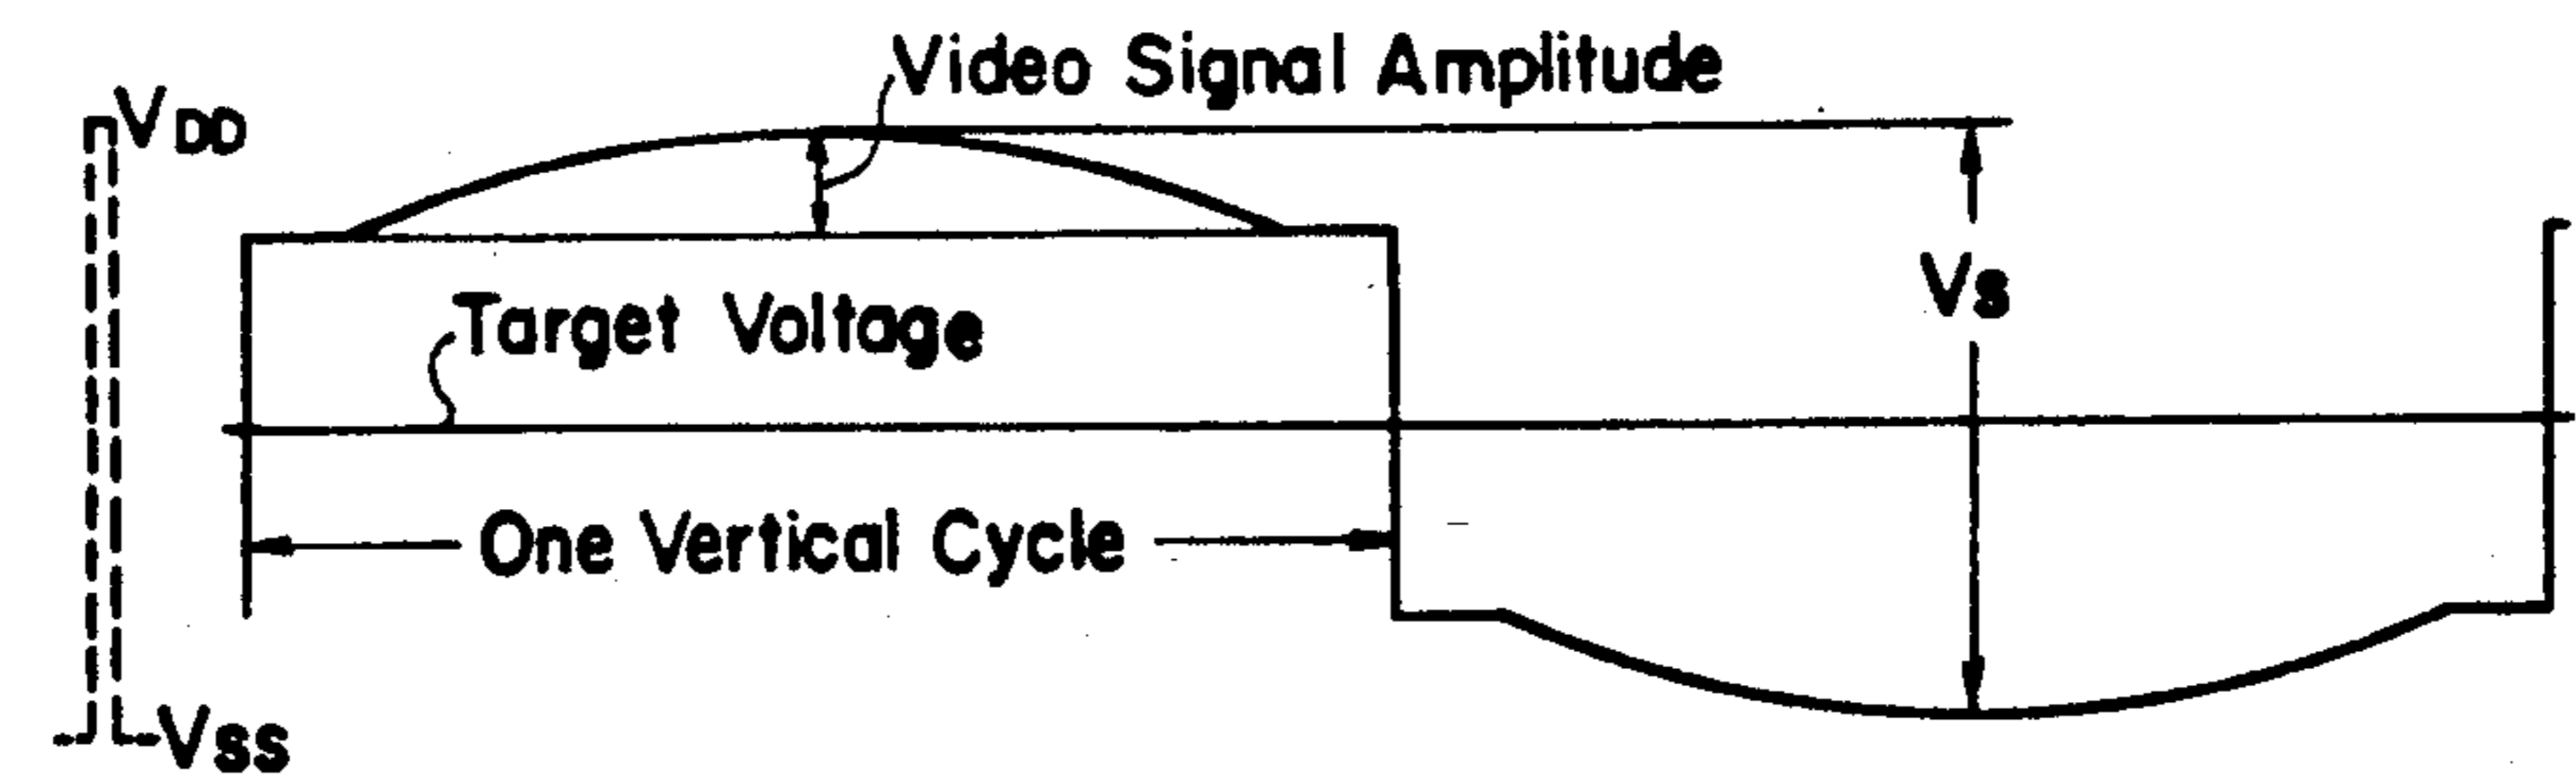 Video Signal Amplitude
VDD
Vs
Target Voltage
One Vertical Cycle
Vss